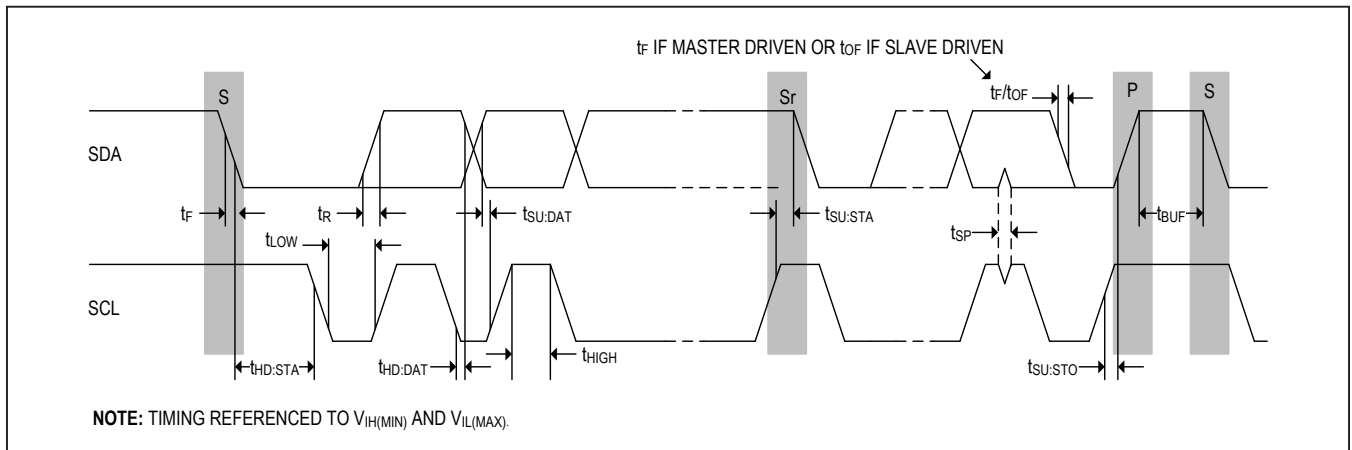 tF IF MASTER DRIVEN OR tOF IF SLAVE DRIVEN
S
Sr
tF/tOF
P
S
SDA
tF
tR
tSU:DAT
tSU:STA
tSP
tBUF
tLOW
SCL
tHD:STA
tHD:DAT
tHIGH
tSU:STO
NOTE: TIMING REFERENCED TO VIH(MIN) AND VIL(MAX).